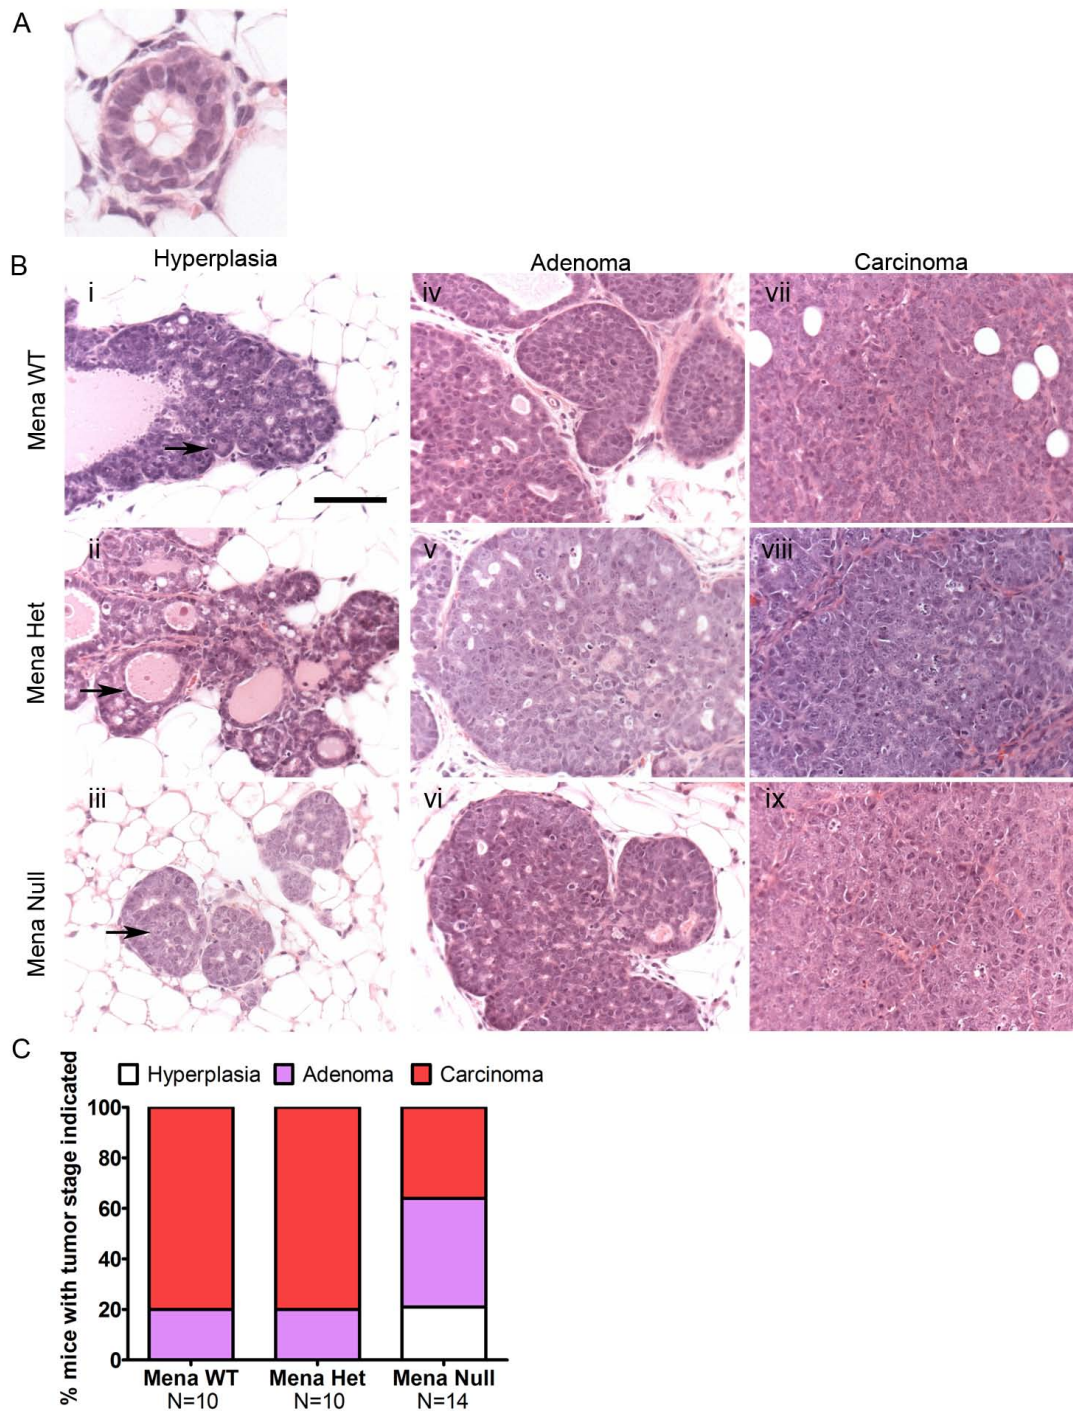 A
B
Hyperplasia
Adenoma
Carcinoma
Mena WT
i
iv
vii
Mena Het
ii
v
viii
Mena Null
iii
vi
ix
C
Hyperplasia Adenoma Carcinoma
% mice with tumor stage indicated
100
80
60
40
20
0
Mena WT Mena Het Mena Null
N=10 N=10 N=14